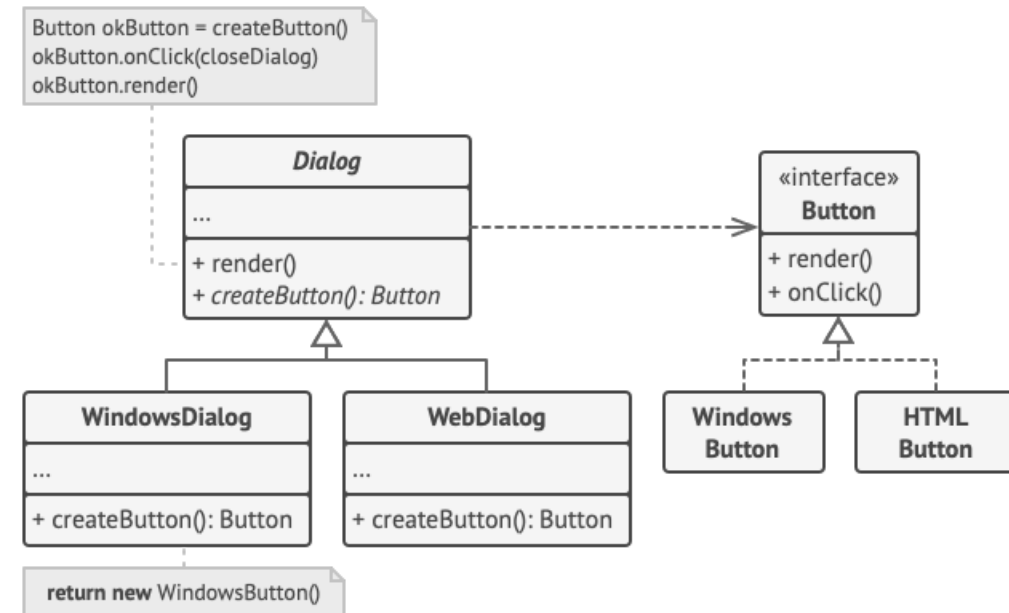 Button okButton = createButton()
okButton.onClick(closeDialog)
okButton.render()
Dialog
...
+ render()
+ createButton(): Button
«interface»
Button
+ render()
+ onClick()
WindowsDialog
...
+ createButton(): Button
WebDialog
...
+ createButton(): Button
Windows
Button
HTML
Button
return new WindowsButton()